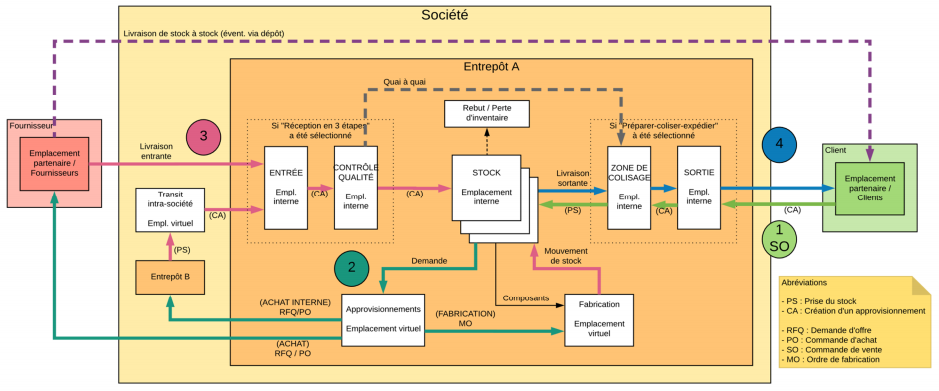 Société
Livraison de stock à stock (évent. via dépôt)
Entrepôt A
Quai à quai
Rebut / Perte
d'inventaire
Fournisseur
3
Si "Réception en 3 étapes"
a été sélectionné
Si "Préparer-coliser-expédier"
à été sélectionné
4
Client
Emplacement
partenaire /
Fournisseurs
Livraison
entrante
ENTRÉE
Empl.
interne
CONTRÔLE
QUALITÉ
Empl.
interne
STOCK
Emplacement
interne
Livraison
sortante
ZONE DE
COLISAGE
Empl.
interne
SORTIE
Empl.
interne
Emplacement
partenaire /
Clients
Transit
intra-société
Empl. virtuel
(CA)
(CA)
(CA)
(PS)
(CA)
(CA)
(PS)
1
SO
Entrepôt B
2
Demande
Mouvement
de stock
Composants
(ACHAT INTERNE)
RFQ/PO
Approvisionnements
Emplacement virtuel
(FABRICATION)
MO
Fabrication
Emplacement
virtuel
(ACHAT)
RFQ / PO
Abréviations
- PS : Prise du stock
- CA : Création d'un approvisionnement
- RFQ : Demande d'offre
- PO : Commande d'achat
- SO : Commande de vente
- MO : Ordre de fabrication